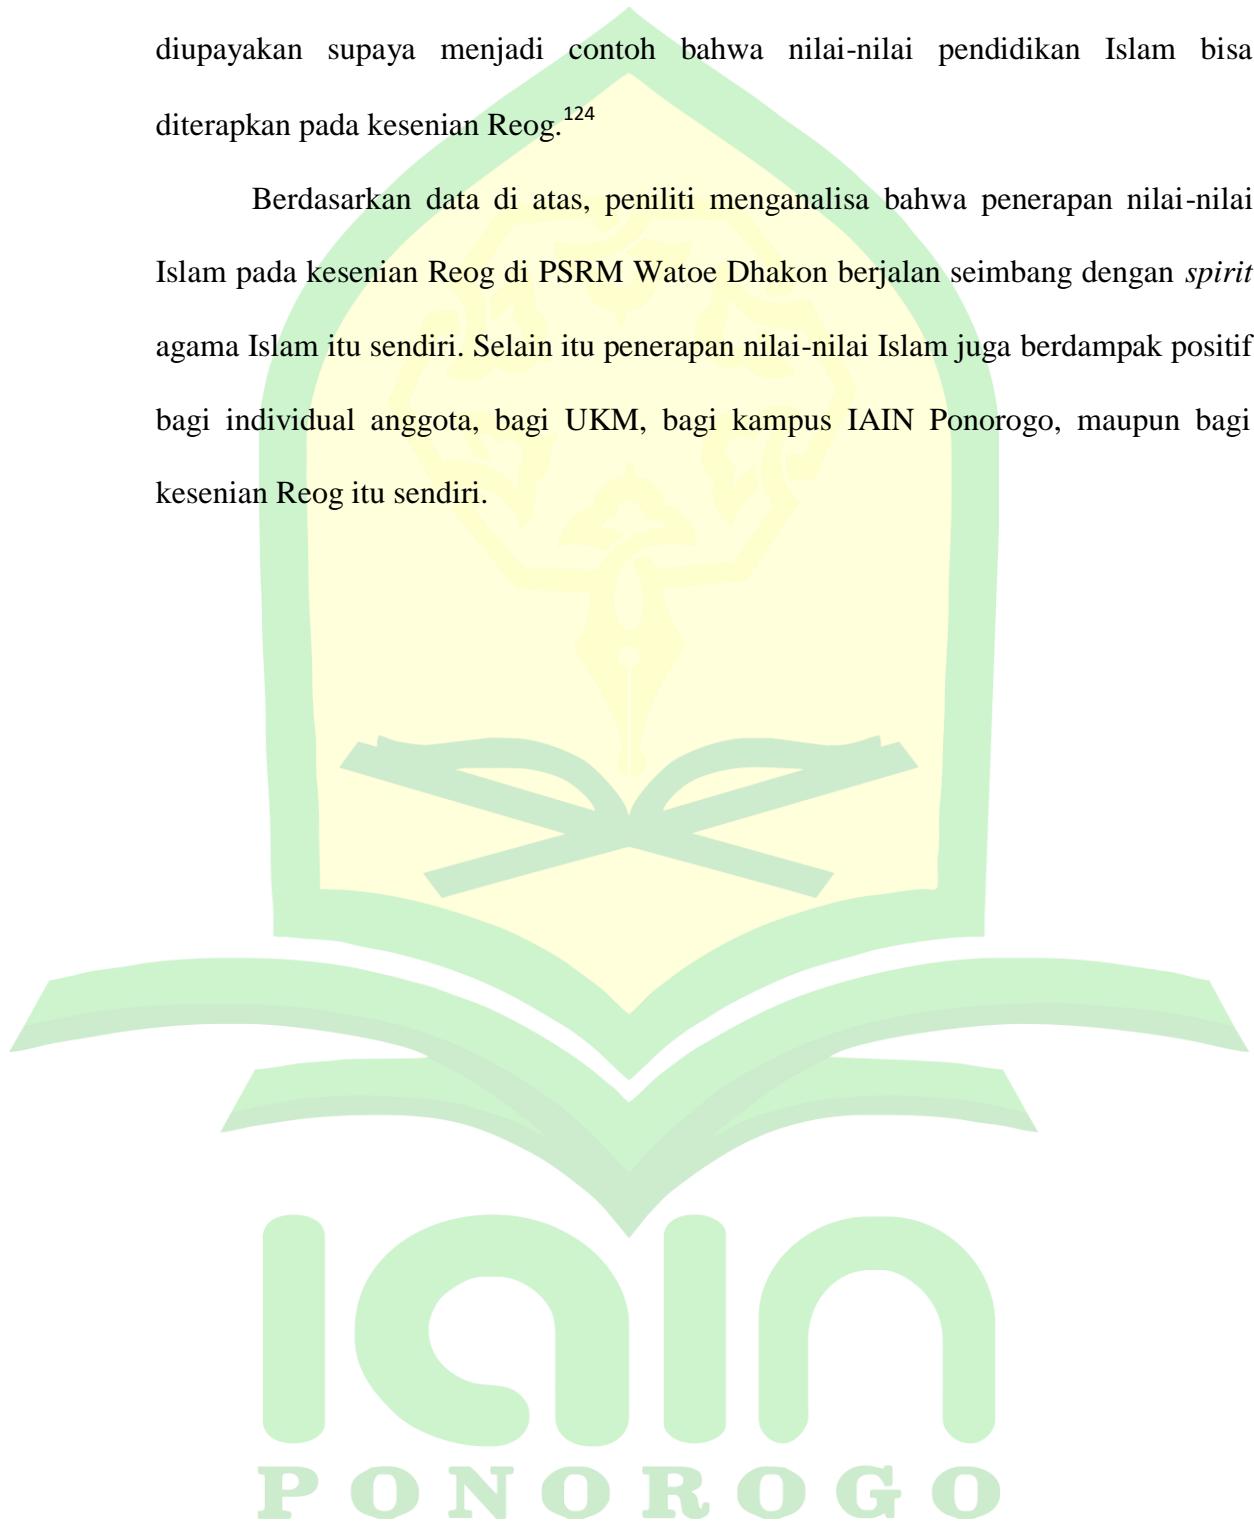 diupayakan supaya menjadi contoh bahwa nilai-nilai pendidikan Islam bisa
diterapkan pada kesenian Reog.124
Berdasarkan data di atas, peniliti menganalisa bahwa penerapan nilai-nilai
Islam pada kesenian Reog di PSRM Watoe Dhakon berjalan seimbang dengan spirit
agama Islam itu sendiri. Selain itu penerapan nilai-nilai Islam juga berdampak positif
bagi individual anggota, bagi UKM, bagi kampus IAIN Ponorogo, maupun bagi
kesenian Reog itu sendiri.
iain
PONOROGO